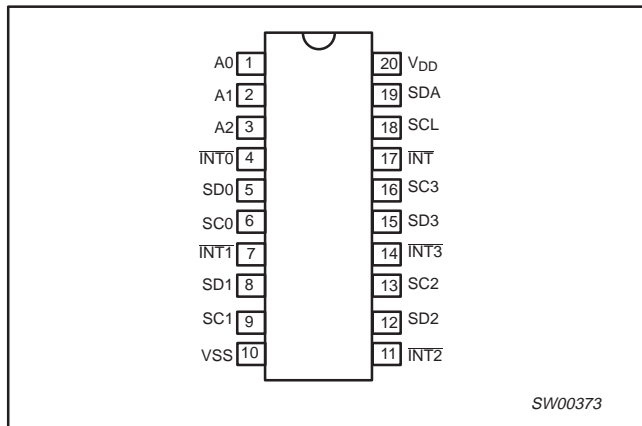 A0 1 20 VDD
A1 2 19 SDA
A2 3 18 SCL
INT0 4 17 INT
SD0 5 16 SC3
SC0 6 15 SD3
INT1 7 14 INT3
SD1 8 13 SC2
SC1 9 12 SD2
VSS 10 11 INT2
SW00373